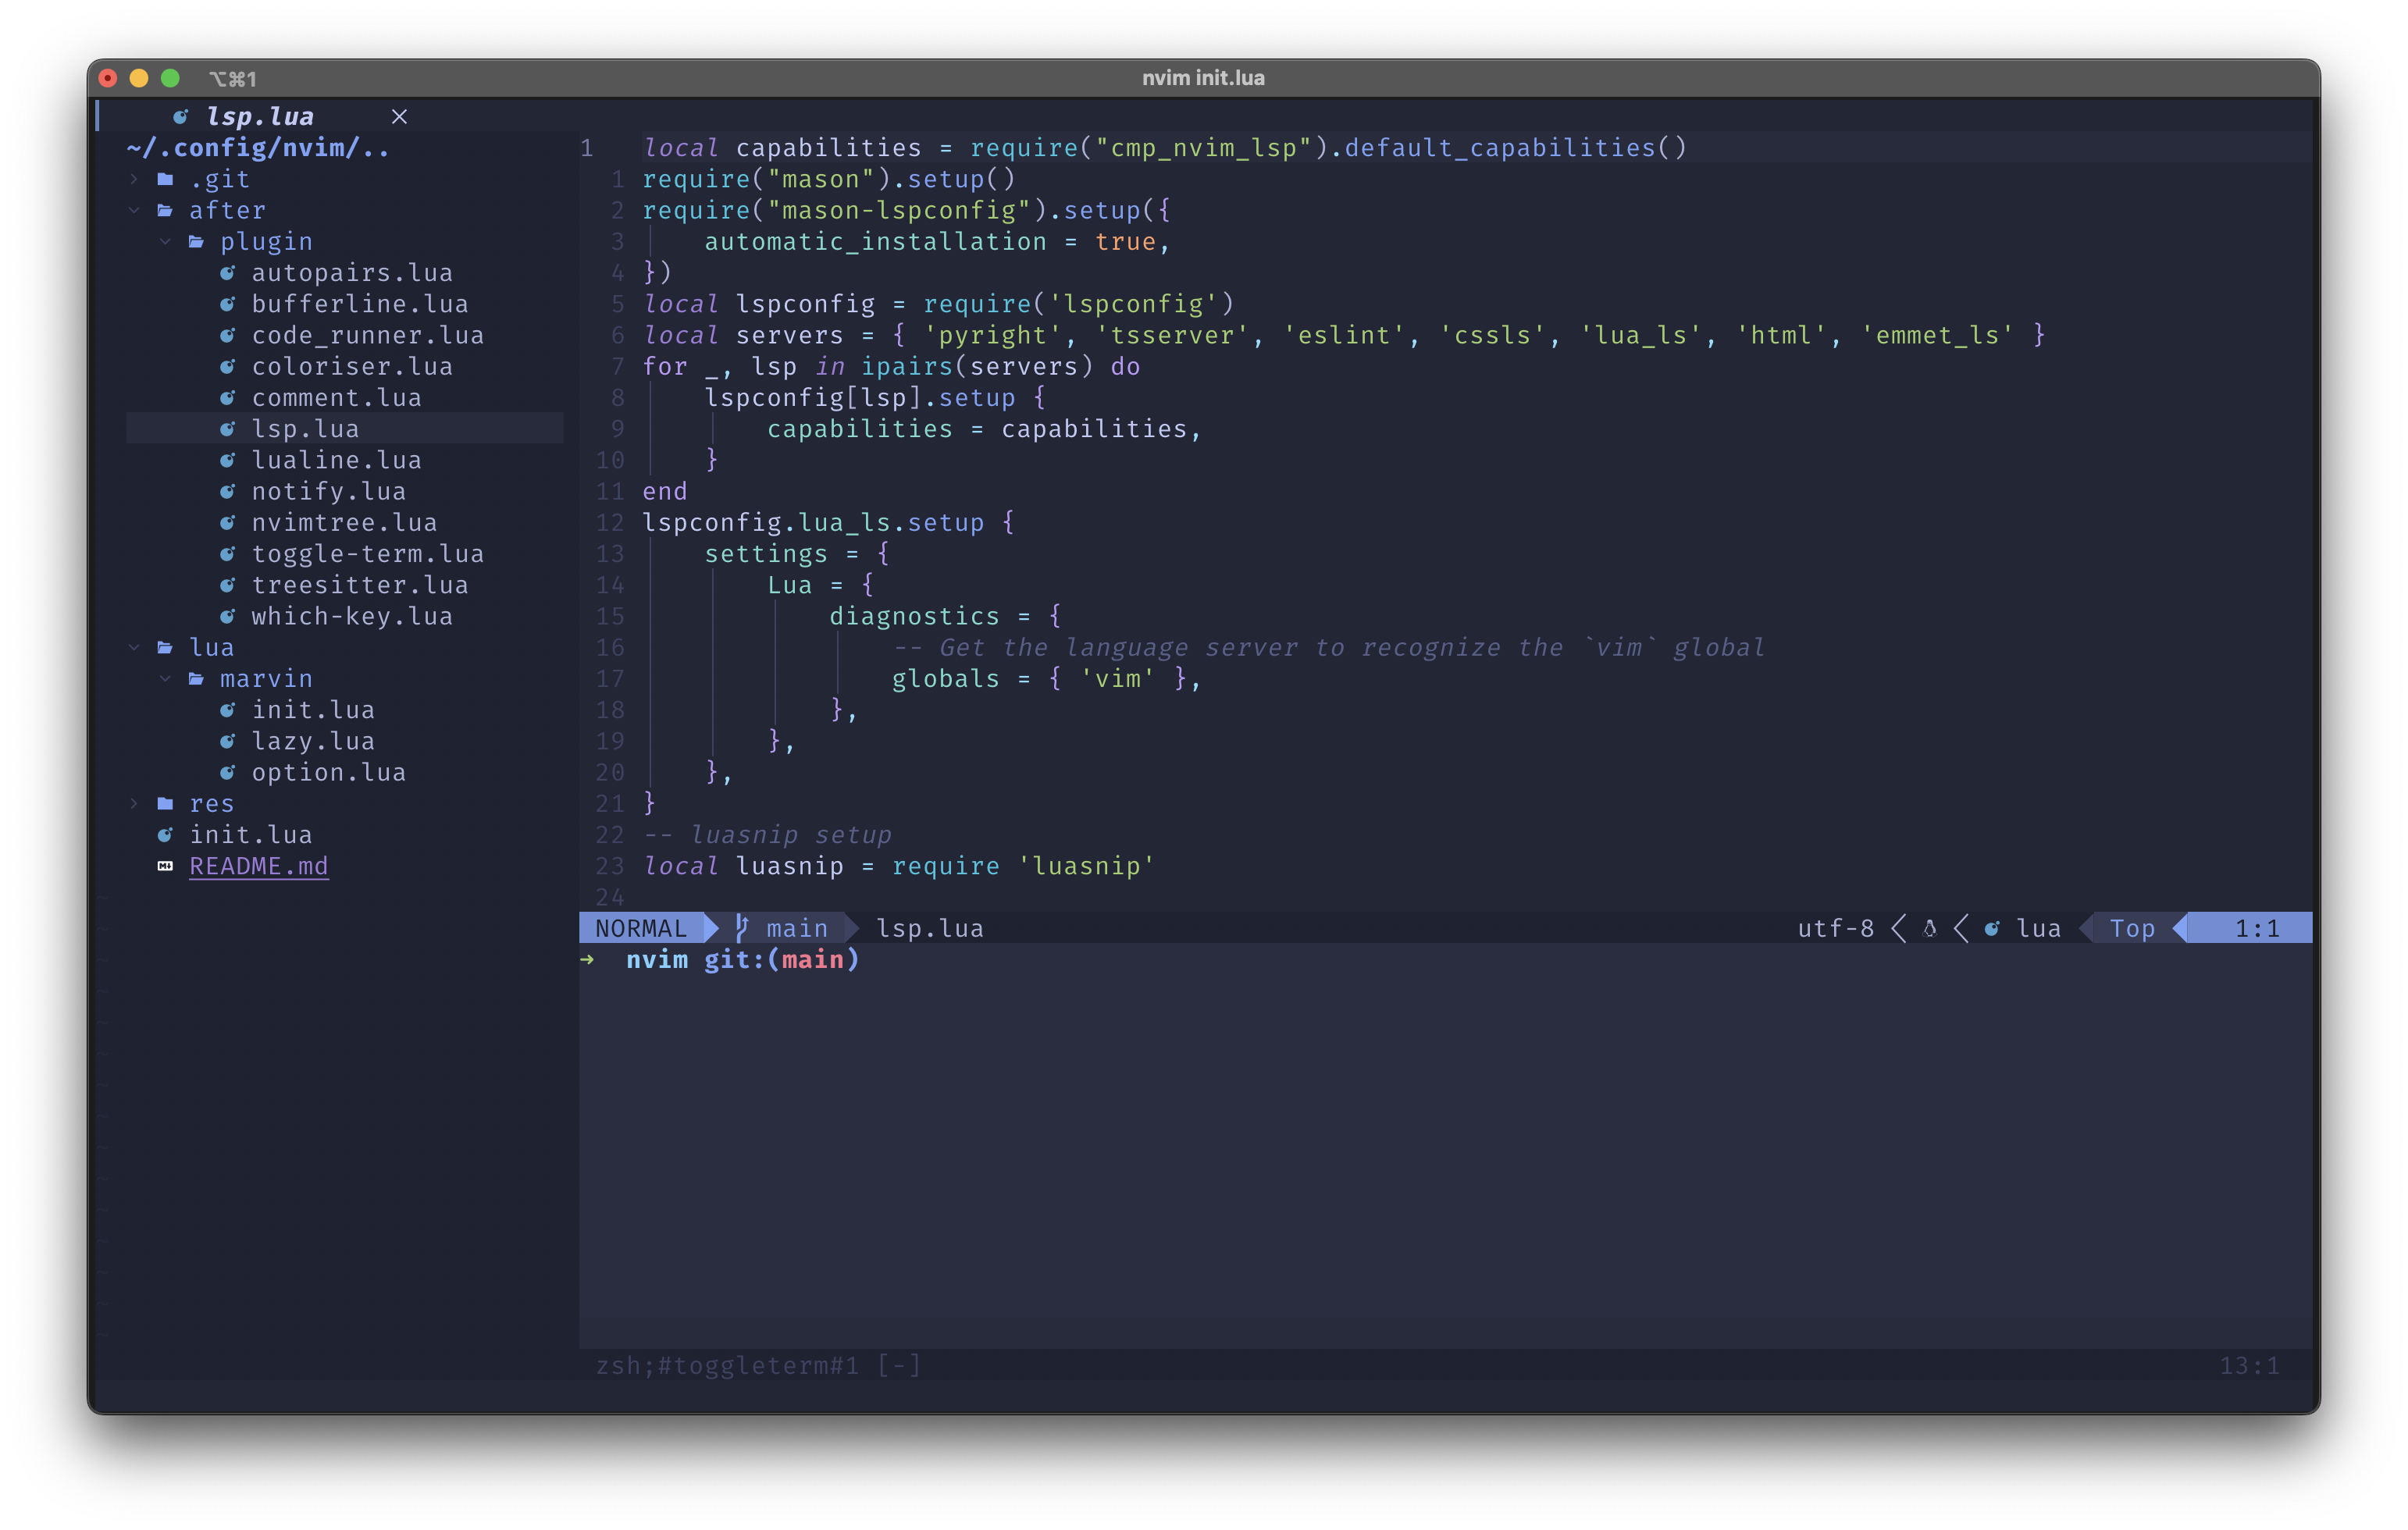 ⌥⌘1 nvim init.lua
lsp.lua ×
~/.config/nvim/..
.git
after
plugin
autopairs.lua
bufferline.lua
code_runner.lua
coloriser.lua
comment.lua
lsp.lua
lualine.lua
notify.lua
nvimtree.lua
toggle-term.lua
treesitter.lua
which-key.lua
lua
marvin
init.lua
lazy.lua
option.lua
res
init.lua
README.md
1 local capabilities = require("cmp_nvim_lsp").default_capabilities()
1 require("mason").setup()
2 require("mason-lspconfig").setup({
3 automatic_installation = true,
4 })
5 local lspconfig = require('lspconfig')
6 local servers = { 'pyright', 'tsserver', 'eslint', 'cssls', 'lua_ls', 'html', 'emmet_ls' }
7 for _, lsp in ipairs(servers) do
8 lspconfig[lsp].setup {
9 capabilities = capabilities,
10 }
11 end
12 lspconfig.lua_ls.setup {
13 settings = {
14 Lua = {
15 diagnostics = {
16 -- Get the language server to recognize the `vim` global
17 globals = { 'vim' },
18 },
19 },
20 },
21 }
22 -- luasnip setup
23 local luasnip = require 'luasnip'
24
NORMAL main lsp.lua utf-8 lua Top 1:1
→ nvim git:(main)
zsh;#toggleterm#1 [-] 13:1